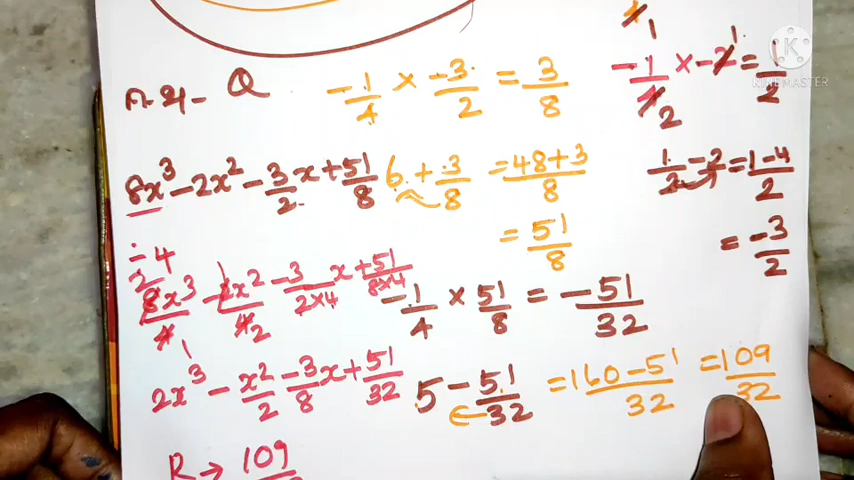 -1/4 × -3/2 = 3/8
-1/4 × -2 = 1/2
KINEMASTER
8x³ - 2x² - 3/2 x + 51/8
6 + 3/8 = 48+3/8
1/2 - 2 = 1-4/2
= 51/8
= -3/2
÷4
8x³/4 - 2x²/4 - 3/2×4 x + 51/8×4
-1/4 × 51/8 = -51/32
2x³ - x²/2 - 3/8 x + 51/32
5 - 51/32 = 160-51/32 = 109/32
R → 109